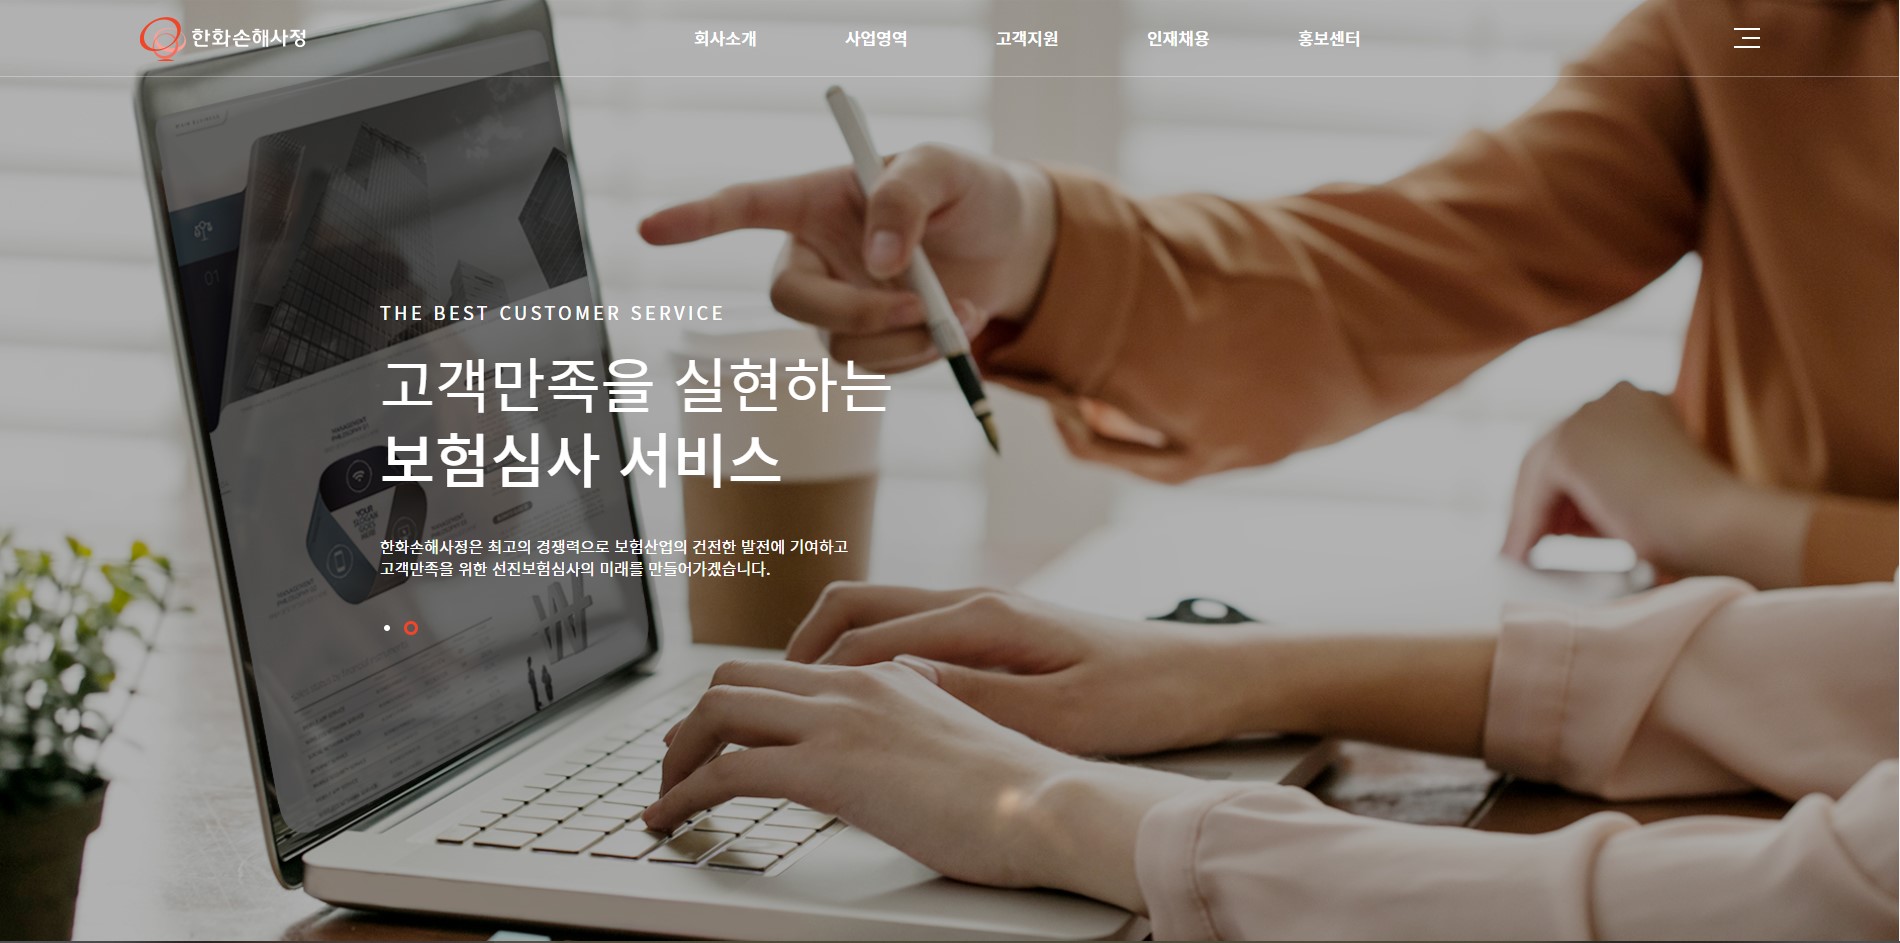 한화손해사정
회사소개 사업영역 고객지원 인재채용 홍보센터
01
THE BEST CUSTOMER SERVICE
고객만족을 실현하는
보험심사 서비스
YOUR
SLOGAN
GOES
HERE
한화손해사정은 최고의 경쟁력으로 보험산업의 건전한 발전에 기여하고
고객만족을 위한 선진보험심사의 미래를 만들어가겠습니다.